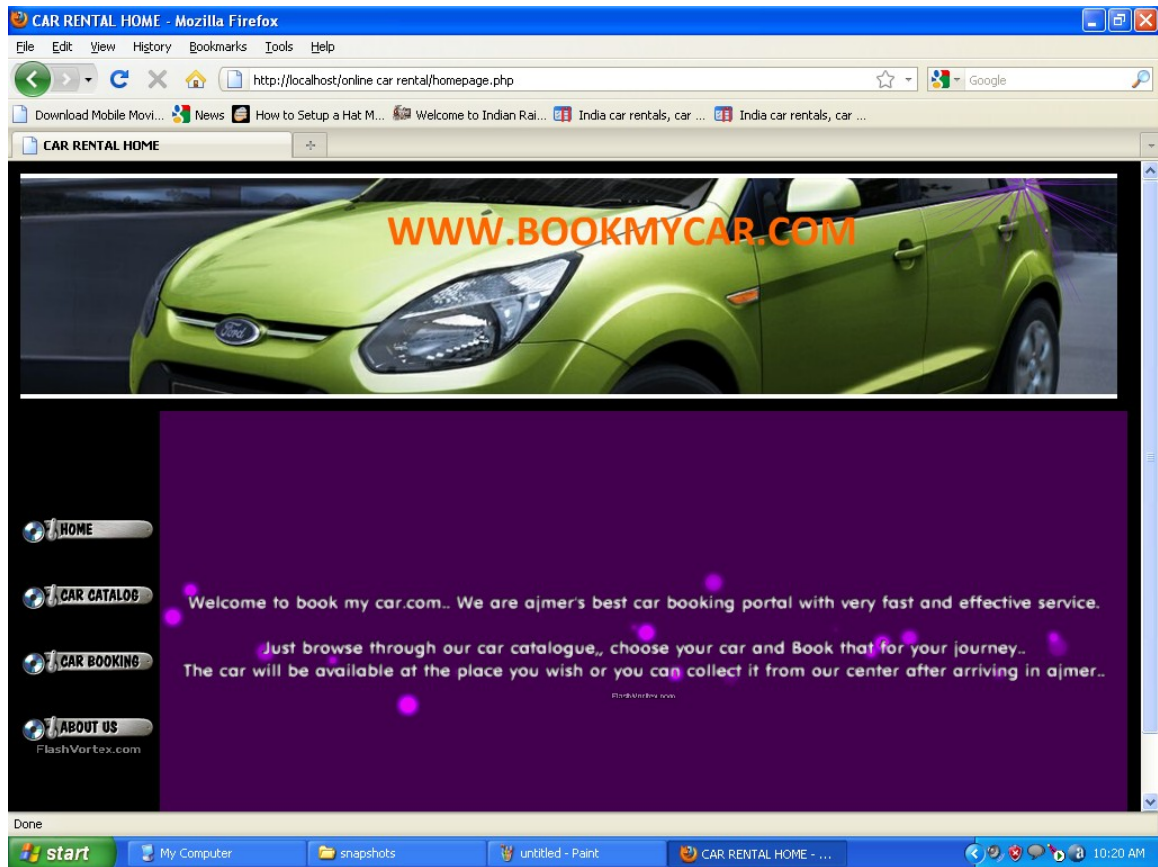 CAR RENTAL HOME - Mozilla Firefox
File Edit View History Bookmarks Tools Help
http://localhost/online car rental/homepage.php
Google
Download Mobile Movi... News How to Setup a Hat M... Welcome to Indian Rai... India car rentals, car ... India car rentals, car ...
CAR RENTAL HOME
WWW.BOOKMYCAR.COM
Ford
HOME
CAR CATALOG
CAR BOOKING
ABOUT US
FlashVortex.com
Welcome to book my car.com.. We are ajmer's best car booking portal with very fast and effective service.
Just browse through our car catalogue,, choose your car and Book that for your journey..
The car will be available at the place you wish or you can collect it from our center after arriving in ajmer..
FlashVortex.com
Done
start My Computer snapshots untitled - Paint CAR RENTAL HOME - ... 10:20 AM